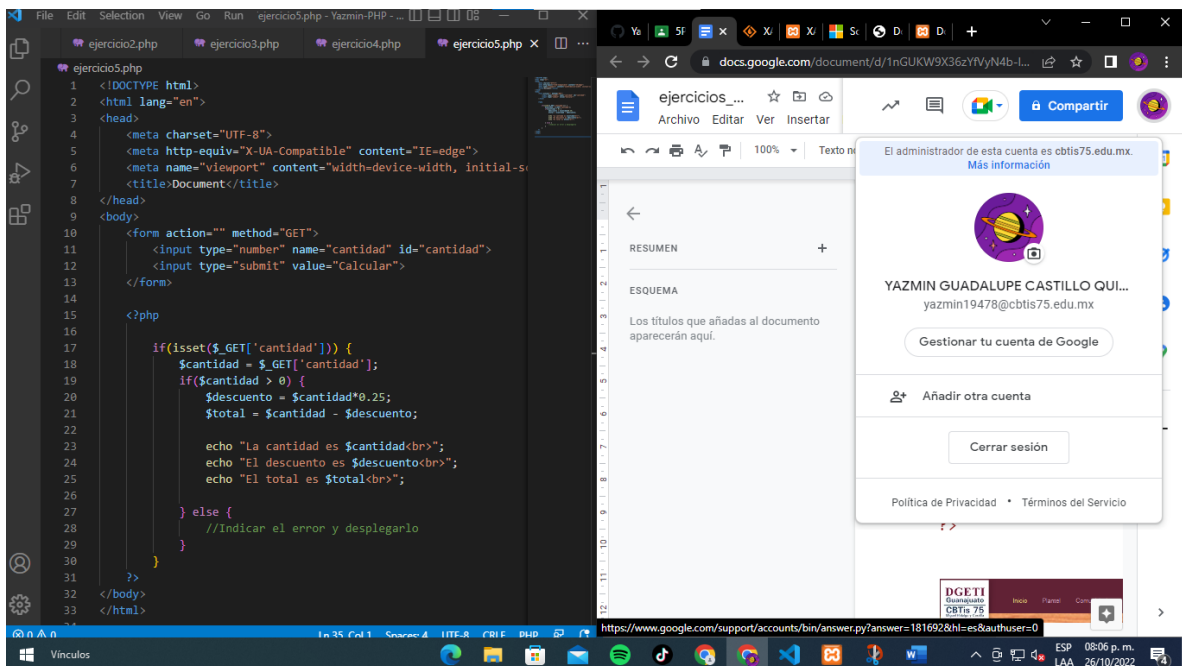 File Edit Selection View Go Run ejercicio5.php - Yazmin-PHP - ...
ejercicio2.php ejercicio3.php ejercicio4.php ejercicio5.php
ejercicio5.php
1 <!DOCTYPE html>
2 <html lang="en">
3 <head>
4 <meta charset="UTF-8">
5 <meta http-equiv="X-UA-Compatible" content="IE=edge">
6 <meta name="viewport" content="width=device-width, initial-s
7 <title>Document</title>
8 </head>
9 <body>
10 <form action="" method="GET">
11 <input type="number" name="cantidad" id="cantidad">
12 <input type="submit" value="Calcular">
13 </form>
14
15 <?php
16
17 if(isset($_GET['cantidad'])) {
18 $cantidad = $_GET['cantidad'];
19 if($cantidad > 0) {
20 $descuento = $cantidad*0.25;
21 $total = $cantidad - $descuento;
22
23 echo "La cantidad es $cantidad<br>";
24 echo "El descuento es $descuento<br>";
25 echo "El total es $total<br>";
26
27 } else {
28 //Indicar el error y desplegarlo
29 }
30 }
31 ?>
32 </body>
33 </html>
0 0 Ln 35, Col 1 Spaces: 4 UTF-8 CRLF PHP
Ya 5F X/ X/ Sc D( D(
docs.google.com/document/d/1nGUKW9X36zYfVyN4b-l...
ejercicios_...
Archivo Editar Ver Insertar
Compartir
100% Texto no
RESUMEN
ESQUEMA
Los títulos que añadas al documento
aparecerán aquí.
El administrador de esta cuenta es cbtis75.edu.mx.
Más información
YAZMIN GUADALUPE CASTILLO QUI...
yazmin19478@cbtis75.edu.mx
Gestionar tu cuenta de Google
Añadir otra cuenta
Cerrar sesión
Política de Privacidad • Términos del Servicio
?>
DGETI
Guanajuato
CBTis 75
Inicio Plantel
https://www.google.com/support/accounts/bin/answer.py?answer=181692&hl=es&authuser=0
Vínculos
ESP
LAA
08:06 p. m.
26/10/2022
4